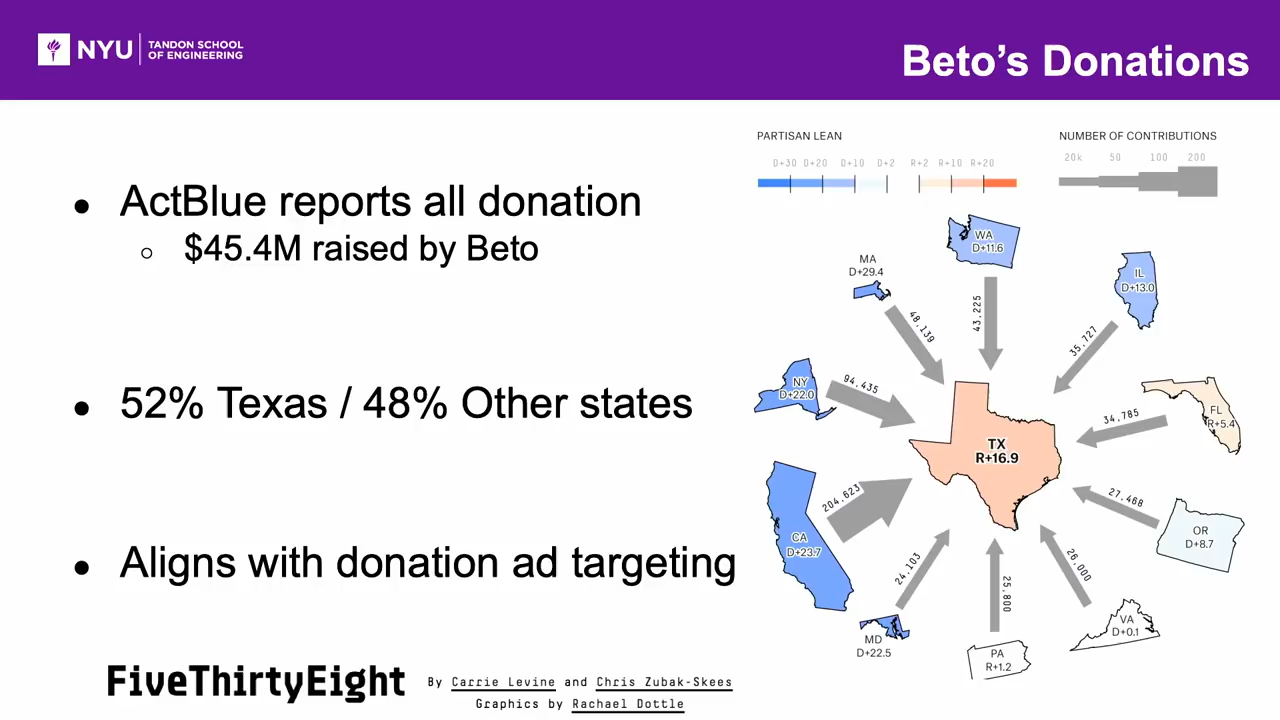 NYU
TANDON SCHOOL
OF ENGINEERING
Beto's Donations
● ActBlue reports all donation
○ $45.4M raised by Beto
● 52% Texas / 48% Other states
● Aligns with donation ad targeting
FiveThirtyEight
By Carrie Levine and Chris Zubak-Skees
Graphics by Rachael Dottle
PARTISAN LEAN
D+30 D+20 D+10 D+2 R+2 R+10 R+20
NUMBER OF CONTRIBUTIONS
20k 50 100 200
WA
D+11.6
43,225
MA
D+29.4
48,139
IL
D+13.0
35,727
NY
D+22.0
94,435
FL
R+5.4
34,785
TX
R+16.9
CA
D+23.7
204,623
OR
D+8.7
27,468
MD
D+22.5
24,103
PA
R+1.2
25,800
VA
D+0.1
26,000